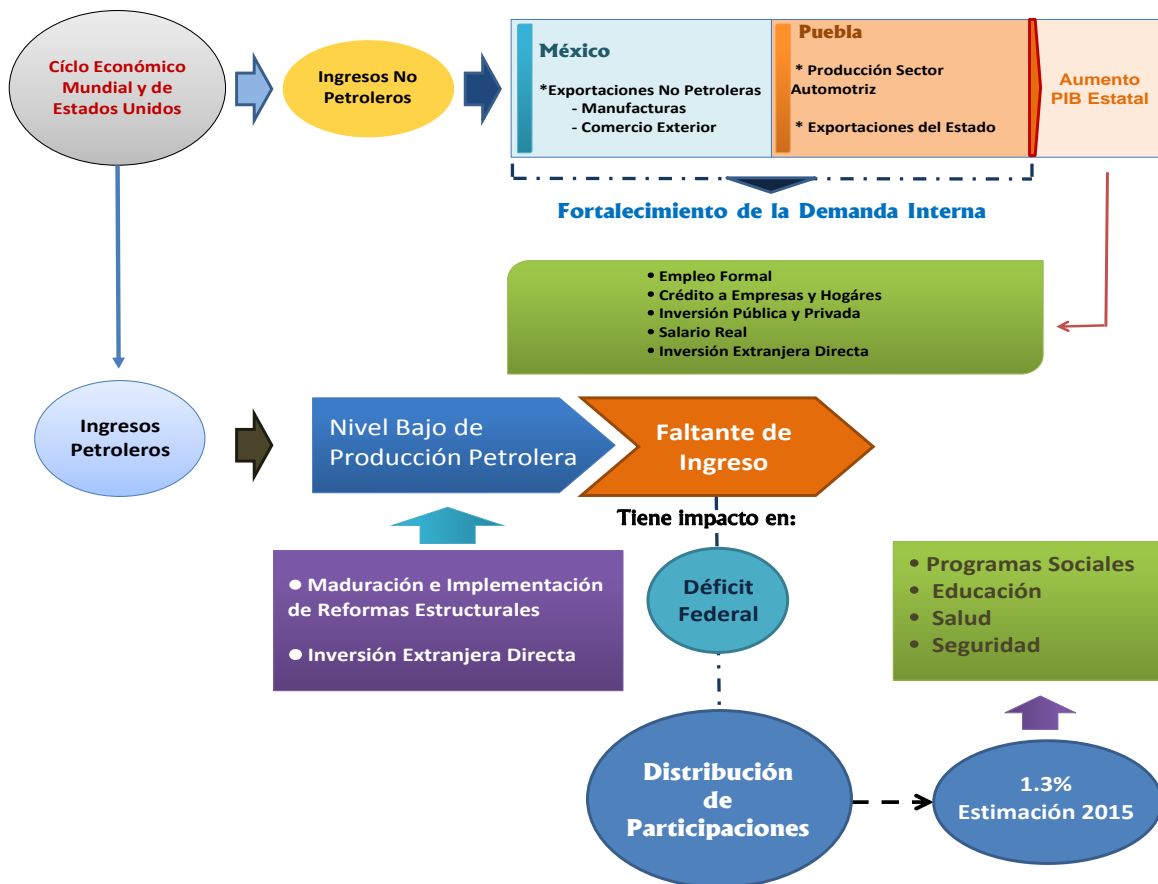 Cíclo Económico
Mundial y de
Estados Unidos
Ingresos No
Petroleros
México
*Exportaciones No Petroleras
- Manufacturas
- Comercio Exterior
Puebla
* Producción Sector
Automotriz
* Exportaciones del Estado
Aumento
PIB Estatal
Fortalecimiento de la Demanda Interna
• Empleo Formal
• Crédito a Empresas y Hogáres
• Inversión Pública y Privada
• Salario Real
• Inversión Extranjera Directa
Ingresos
Petroleros
Nivel Bajo de
Producción Petrolera
Faltante de
Ingreso
Tiene impacto en:
● Maduración e Implementación
de Reformas Estructurales
● Inversión Extranjera Directa
Déficit
Federal
• Programas Sociales
• Educación
• Salud
• Seguridad
Distribución
de
Participaciones
1.3%
Estimación 2015